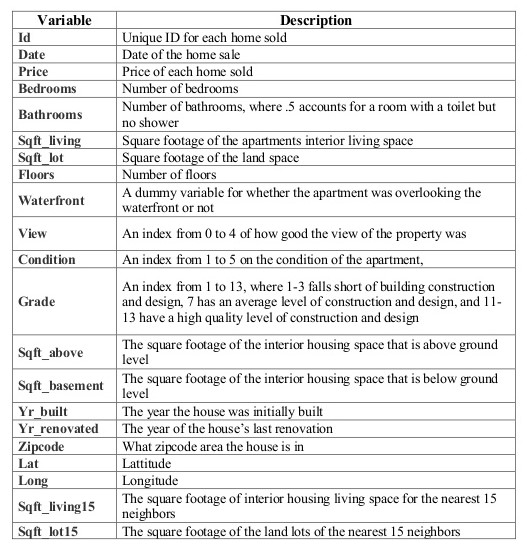 Variable Description
Id Unique ID for each home sold
Date Date of the home sale
Price Price of each home sold
Bedrooms Number of bedrooms
Bathrooms Number of bathrooms, where .5 accounts for a room with a toilet but
no shower
Sqft_living Square footage of the apartments interior living space
Sqft_lot Square footage of the land space
Floors Number of floors
Waterfront A dummy variable for whether the apartment was overlooking the
waterfront or not
View An index from 0 to 4 of how good the view of the property was
Condition An index from 1 to 5 on the condition of the apartment,
Grade An index from 1 to 13, where 1-3 falls short of building construction
and design, 7 has an average level of construction and design, and 11-
13 have a high quality level of construction and design
Sqft_above The square footage of the interior housing space that is above ground
level
Sqft_basement The square footage of the interior housing space that is below ground
level
Yr_built The year the house was initially built
Yr_renovated The year of the house's last renovation
Zipcode What zipcode area the house is in
Lat Lattitude
Long Longitude
Sqft_living15 The square footage of interior housing living space for the nearest 15
neighbors
Sqft_lot15 The square footage of the land lots of the nearest 15 neighbors